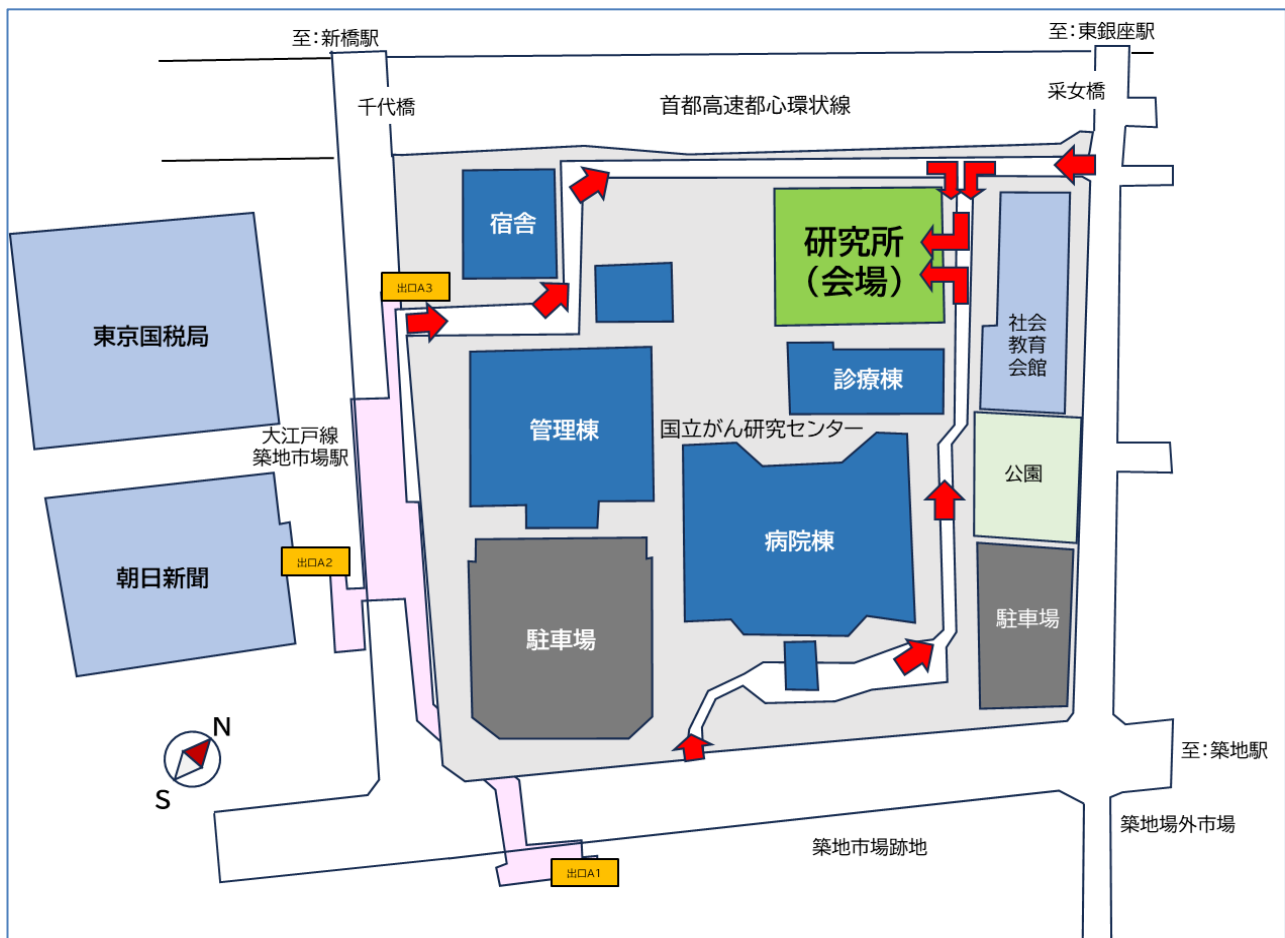 至：新橋駅
至：東銀座駅
千代橋
首都高速都心環状線
采女橋
宿舎
研究所
（会場）
出口A3
東京国税局
社会
教育
会館
診療棟
管理棟
国立がん研究センター
大江戸線
築地市場駅
公園
病院棟
出口A2
朝日新聞
駐車場
駐車場
N
S
至：築地駅
築地場外市場
築地市場跡地
出口A1